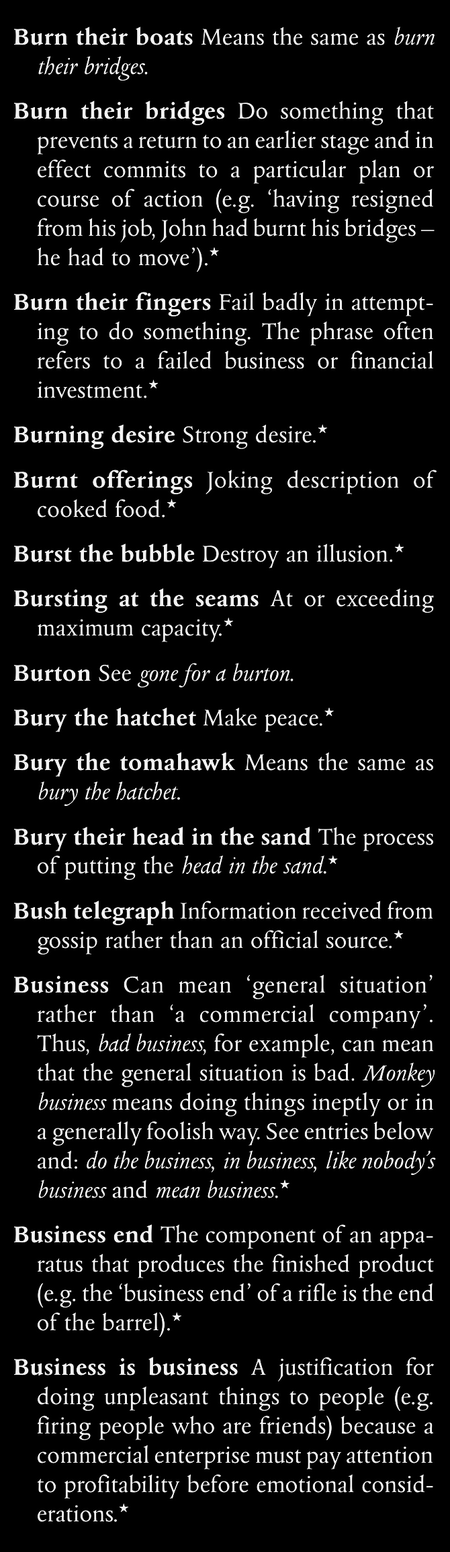 Burn their boats Means the same as burn
their bridges.
Burn their bridges Do something that
prevents a return to an earlier stage and in
effect commits to a particular plan or
course of action (e.g. ‘having resigned
from his job, John had burnt his bridges –
he had to move’).★
Burn their fingers Fail badly in attempt-
ing to do something. The phrase often
refers to a failed business or financial
investment.★
Burning desire Strong desire.★
Burnt offerings Joking description of
cooked food.★
Burst the bubble Destroy an illusion.★
Bursting at the seams At or exceeding
maximum capacity.★
Burton See gone for a burton.
Bury the hatchet Make peace.★
Bury the tomahawk Means the same as
bury the hatchet.
Bury their head in the sand The process
of putting the head in the sand.★
Bush telegraph Information received from
gossip rather than an official source.★
Business Can mean ‘general situation’
rather than ‘a commercial company’.
Thus, bad business, for example, can mean
that the general situation is bad. Monkey
business means doing things ineptly or in
a generally foolish way. See entries below
and: do the business, in business, like nobody’s
business and mean business.★
Business end The component of an appa-
ratus that produces the finished product
(e.g. the ‘business end’ of a rifle is the end
of the barrel).★
Business is business A justification for
doing unpleasant things to people (e.g.
firing people who are friends) because a
commercial enterprise must pay attention
to profitability before emotional consid-
erations.★